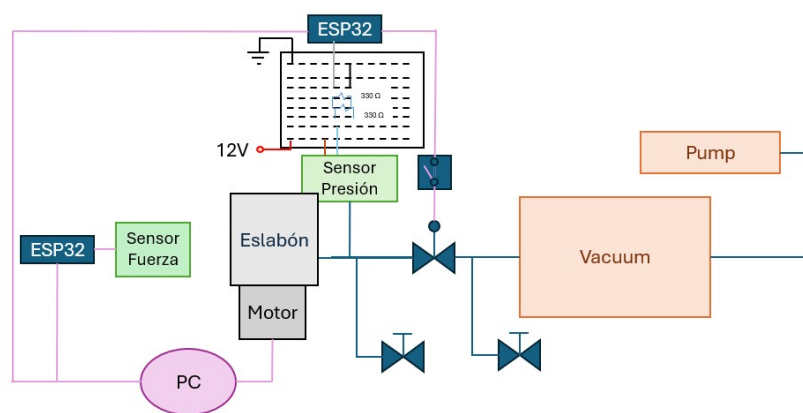 ESP32
330 Ω
330 Ω
12V
Sensor
Presión
Pump
Eslabón
Vacuum
ESP32
Sensor
Fuerza
Motor
PC